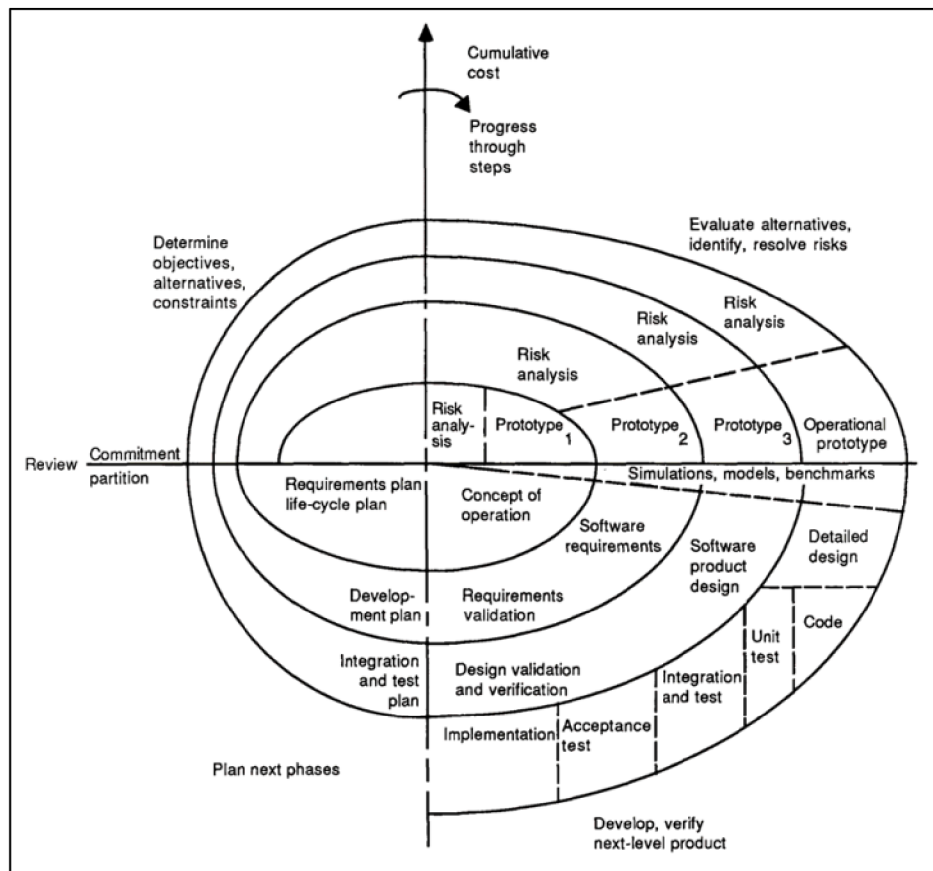 Cumulative
cost
Progress
through
steps
Evaluate alternatives,
identify, resolve risks
Determine
objectives,
alternatives,
constraints
Risk
analysis
Risk
analysis
Risk
analysis
Risk
analy-
sis
Prototype 1
Prototype 2
Prototype 3
Operational
prototype
Review
Commitment
partition
Simulations, models, benchmarks
Requirements plan
life-cycle plan
Concept of
operation
Software
requirements
Software
product
design
Detailed
design
Develop-
ment plan
Requirements
validation
Code
Unit
test
Integration
and test
plan
Design validation
and verification
Integration
and test
Acceptance
test
Implementation
Plan next phases
Develop, verify
next-level product